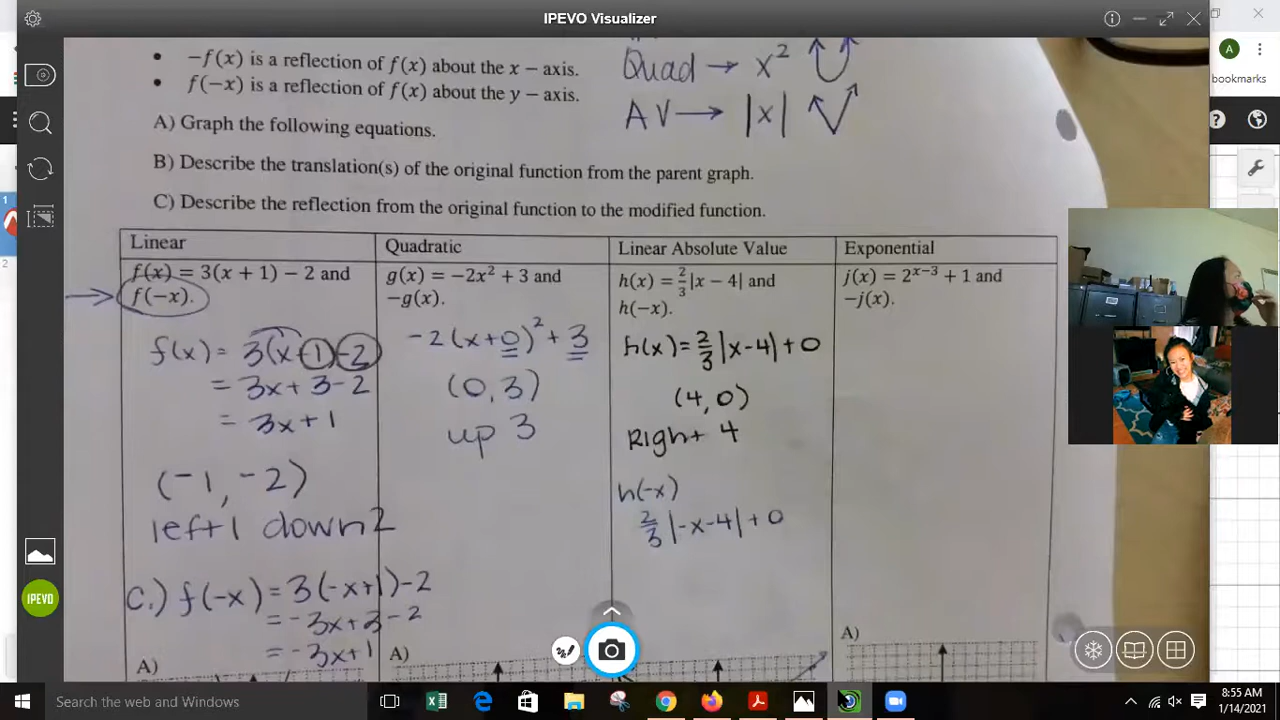 IPEVO Visualizer
A
bookmarks
• −f(x) is a reflection of f(x) about the x − axis.
• f(−x) is a reflection of f(x) about the y − axis.
Quad → x²
AV → |x|
A) Graph the following equations.
B) Describe the translation(s) of the original function from the parent graph.
C) Describe the reflection from the original function to the modified function.
1
2
Linear
f(x) = 3(x + 1) − 2 and
f(−x).
f(x) = 3(x-1)-2
= 3x+3-2
= 3x+1
(-1, -2)
left 1 down 2
C.) f(-x) = 3(-x+1)-2
= -3x+3-2
= -3x+1
A)
Quadratic
g(x) = −2x² + 3 and
−g(x).
-2(x+0)²+3
(0,3)
up 3
A)
Linear Absolute Value
h(x) = 2/3 |x − 4| and
h(−x).
h(x) = 2/3 |x-4| + 0
(4,0)
Right 4
h(-x)
2/3 |-x-4| + 0
Exponential
j(x) = 2ˣ⁻³ + 1 and
−j(x).
A)
IPEVO
Search the web and Windows
8:55 AM
1/14/2021